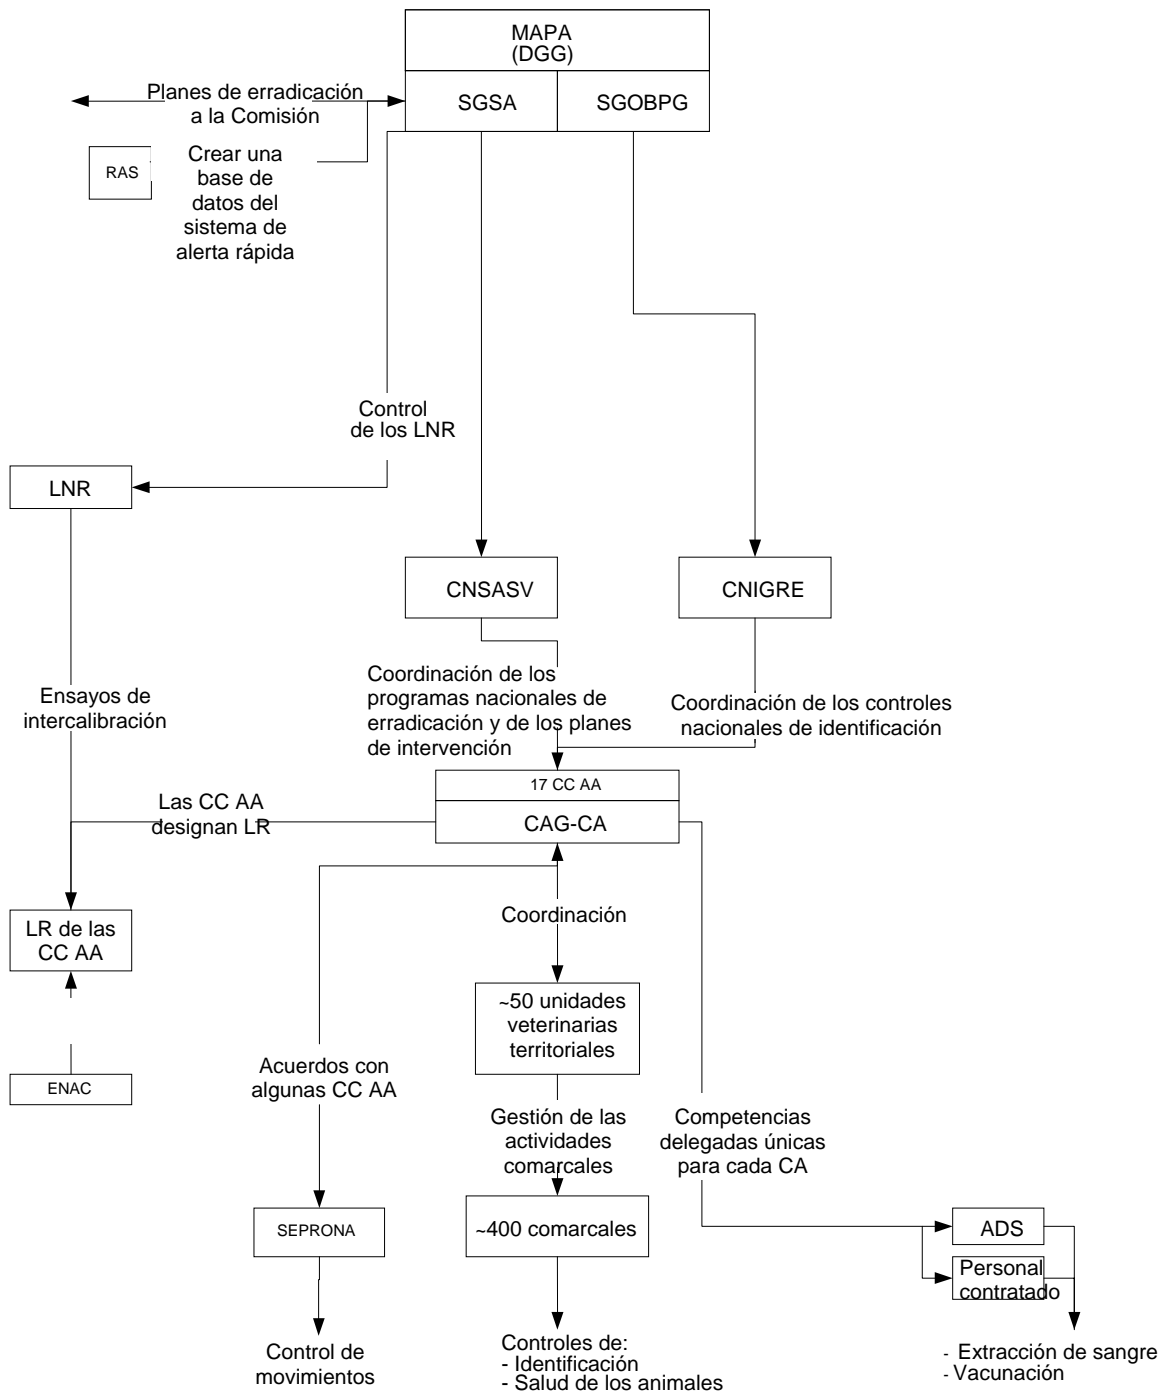 MAPA
(DGG)
SGSA
SGOBPG
Planes de erradicación
a la Comisión
RAS
Crear una
base de
datos del
sistema de
alerta rápida
Control
de los LNR
LNR
CNSASV
CNIGRE
Ensayos de
intercalibración
Coordinación de los
programas nacionales de
erradicación y de los planes
de intervención
Coordinación de los controles
nacionales de identificación
17 CC AA
CAG-CA
Las CC AA
designan LR
LR de las
CC AA
ENAC
Coordinación
~50 unidades
veterinarias
territoriales
Acuerdos con
algunas CC AA
Gestión de las
actividades
comarcales
Competencias
delegadas únicas
para cada CA
SEPRONA
~400 comarcales
ADS
Personal
contratado
Control de
movimientos
Controles de:
- Identificación
- Salud de los animales
- Extracción de sangre
- Vacunación